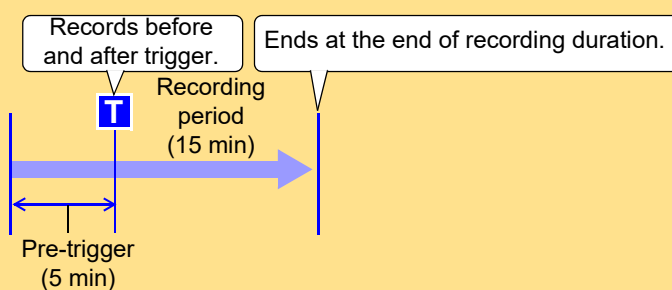 Records before
and after trigger.
Ends at the end of recording duration.
T
Recording
period
(15 min)
Pre-trigger
(5 min)